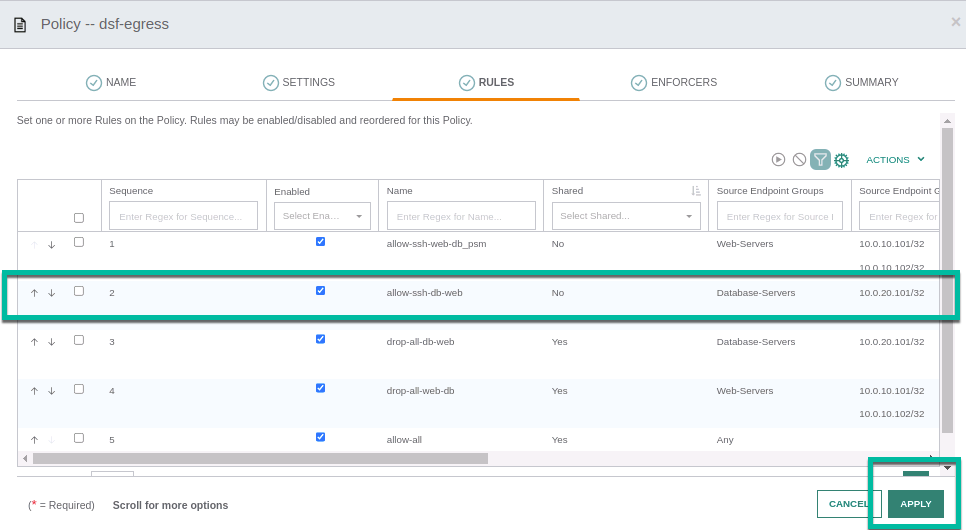 Policy -- dsf-egress
NAME SETTINGS RULES ENFORCERS SUMMARY
Set one or more Rules on the Policy. Rules may be enabled/disabled and reordered for this Policy.
ACTIONS
Sequence Enabled Name Shared Source Endpoint Groups Source Endpoint G
Enter Regex for Sequence... Select Ena... Enter Regex for Name... Select Shared... Enter Regex for Source I Enter Regex for
1 allow-ssh-web-db_psm No Web-Servers 10.0.10.101/32
10.0.10.102/32
2 allow-ssh-db-web No Database-Servers 10.0.20.101/32
3 drop-all-db-web Yes Database-Servers 10.0.20.101/32
4 drop-all-web-db Yes Web-Servers 10.0.10.101/32
10.0.10.102/32
5 allow-all Yes Any
(* = Required) Scroll for more options CANCEL APPLY